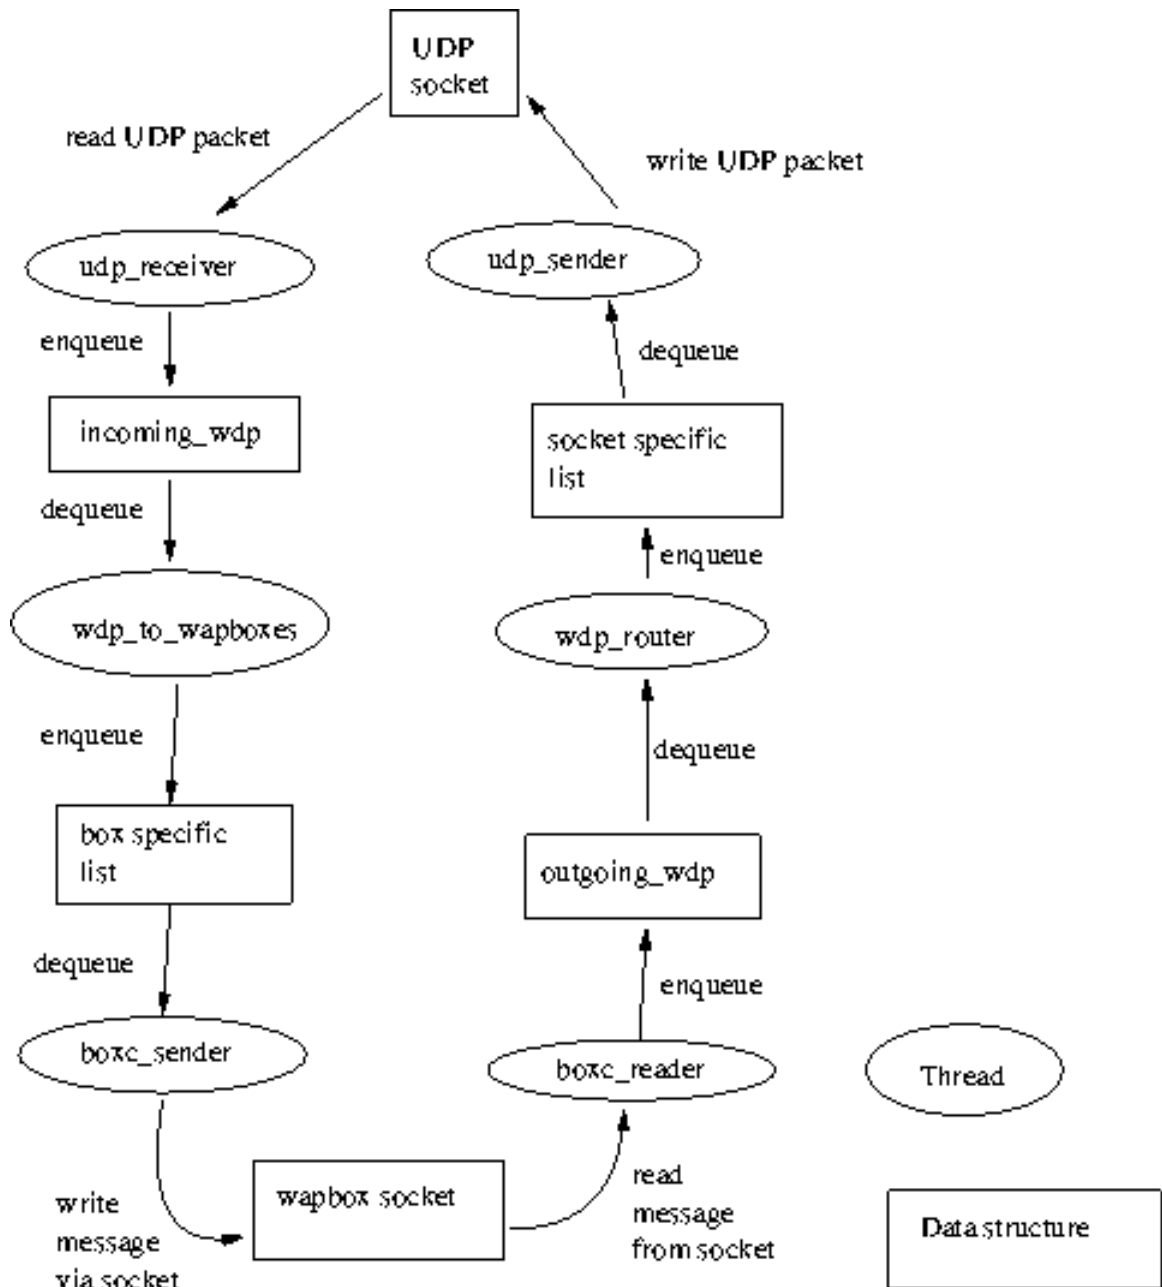 UDP
socket
read UDP packet
write UDP packet
udp_receiver
udp_sender
enqueue
dequeue
incoming_wdp
socket specific
list
dequeue
enqueue
wdp_to_wapboxes
wdp_router
enqueue
dequeue
box specific
list
outgoing_wdp
dequeue
enqueue
boxc_sender
boxc_reader
Thread
write
message
via socket
wapbox socket
read
message
from socket
Data structure